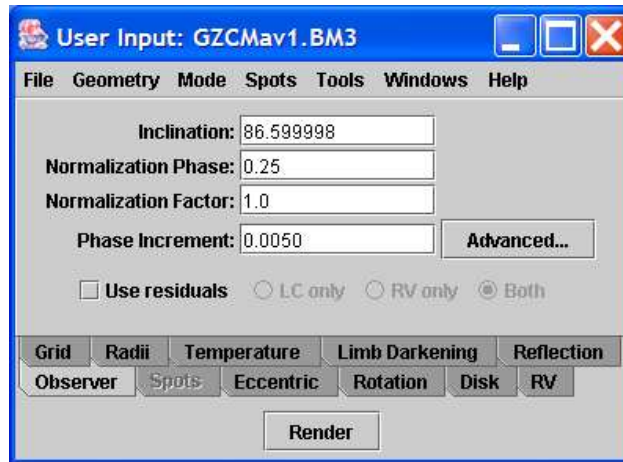 User Input: GZCMav1.BM3
File Geometry Mode Spots Tools Windows Help
Inclination: 86.599998
Normalization Phase: 0.25
Normalization Factor: 1.0
Phase Increment: 0.0050 Advanced...
Use residuals LC only RV only Both
Grid Radii Temperature Limb Darkening Reflection
Observer Spots Eccentric Rotation Disk RV
Render